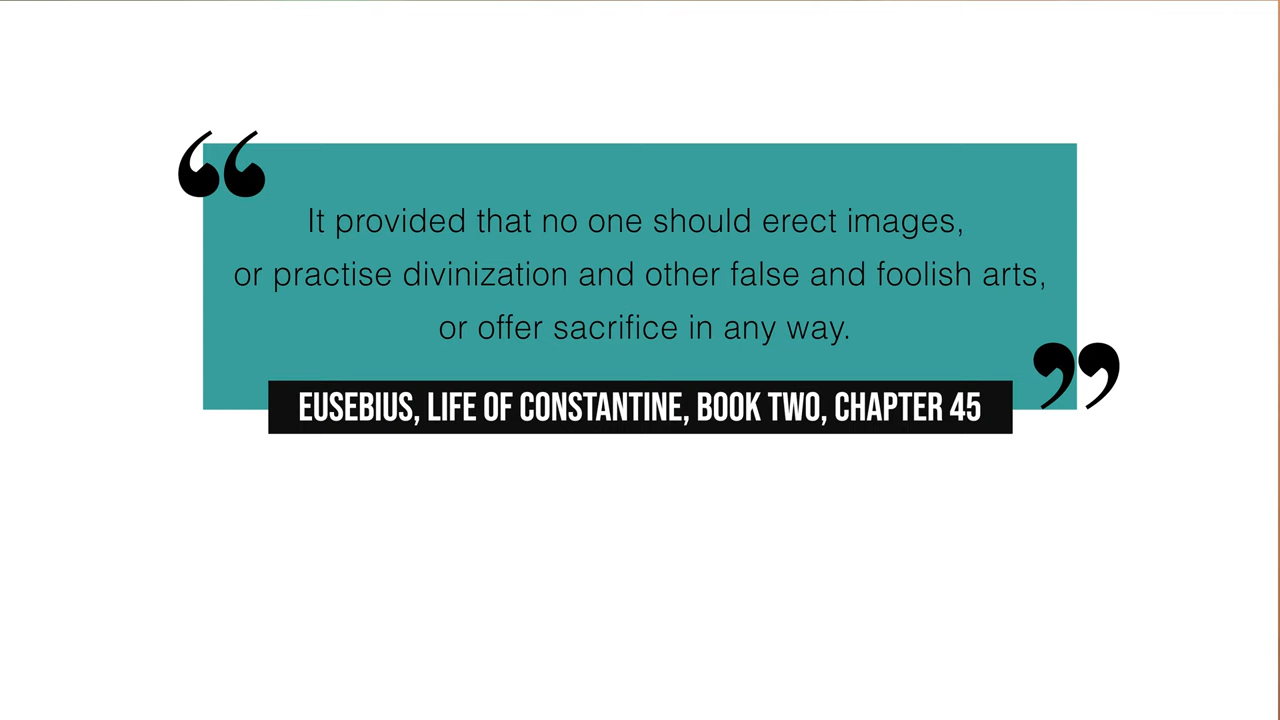 “
It provided that no one should erect images,
or practise divinization and other false and foolish arts,
or offer sacrifice in any way.
”
EUSEBIUS, LIFE OF CONSTANTINE, BOOK TWO, CHAPTER 45